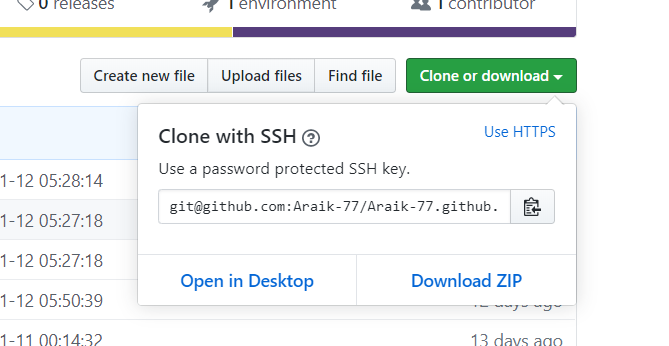 0 releases
1 environment
1 contributor
Create new file
Upload files
Find file
Clone or download
Clone with SSH
Use HTTPS
Use a password protected SSH key.
git@github.com:Araik-77/Araik-77.github.
Open in Desktop
Download ZIP
1-12 05:28:14
1-12 05:27:18
1-12 05:27:18
1-12 05:50:39
12 days ago
1-11 00:14:32
13 days ago